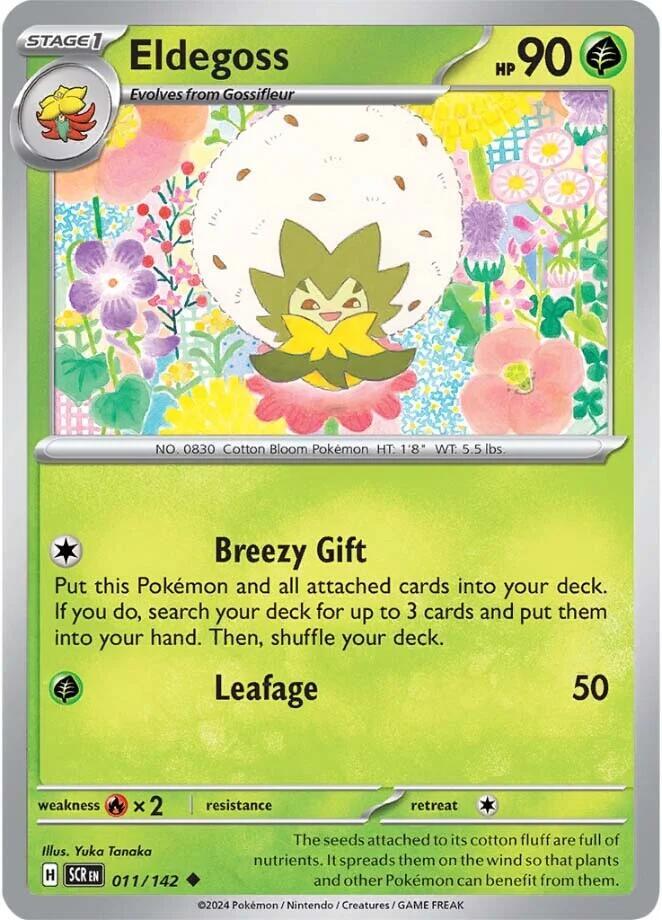 STAGE 1
Eldegoss
HP 90
Evolves from Gossifleur
NO. 0830 Cotton Bloom Pokémon HT: 1'8" WT: 5.5 lbs.
Breezy Gift
Put this Pokémon and all attached cards into your deck.
If you do, search your deck for up to 3 cards and put them
into your hand. Then, shuffle your deck.
Leafage 50
weakness ×2 resistance retreat
Illus. Yuka Tanaka
H SCR EN 011/142
The seeds attached to its cotton fluff are full of
nutrients. It spreads them on the wind so that plants
and other Pokémon can benefit from them.
©2024 Pokémon / Nintendo / Creatures / GAME FREAK